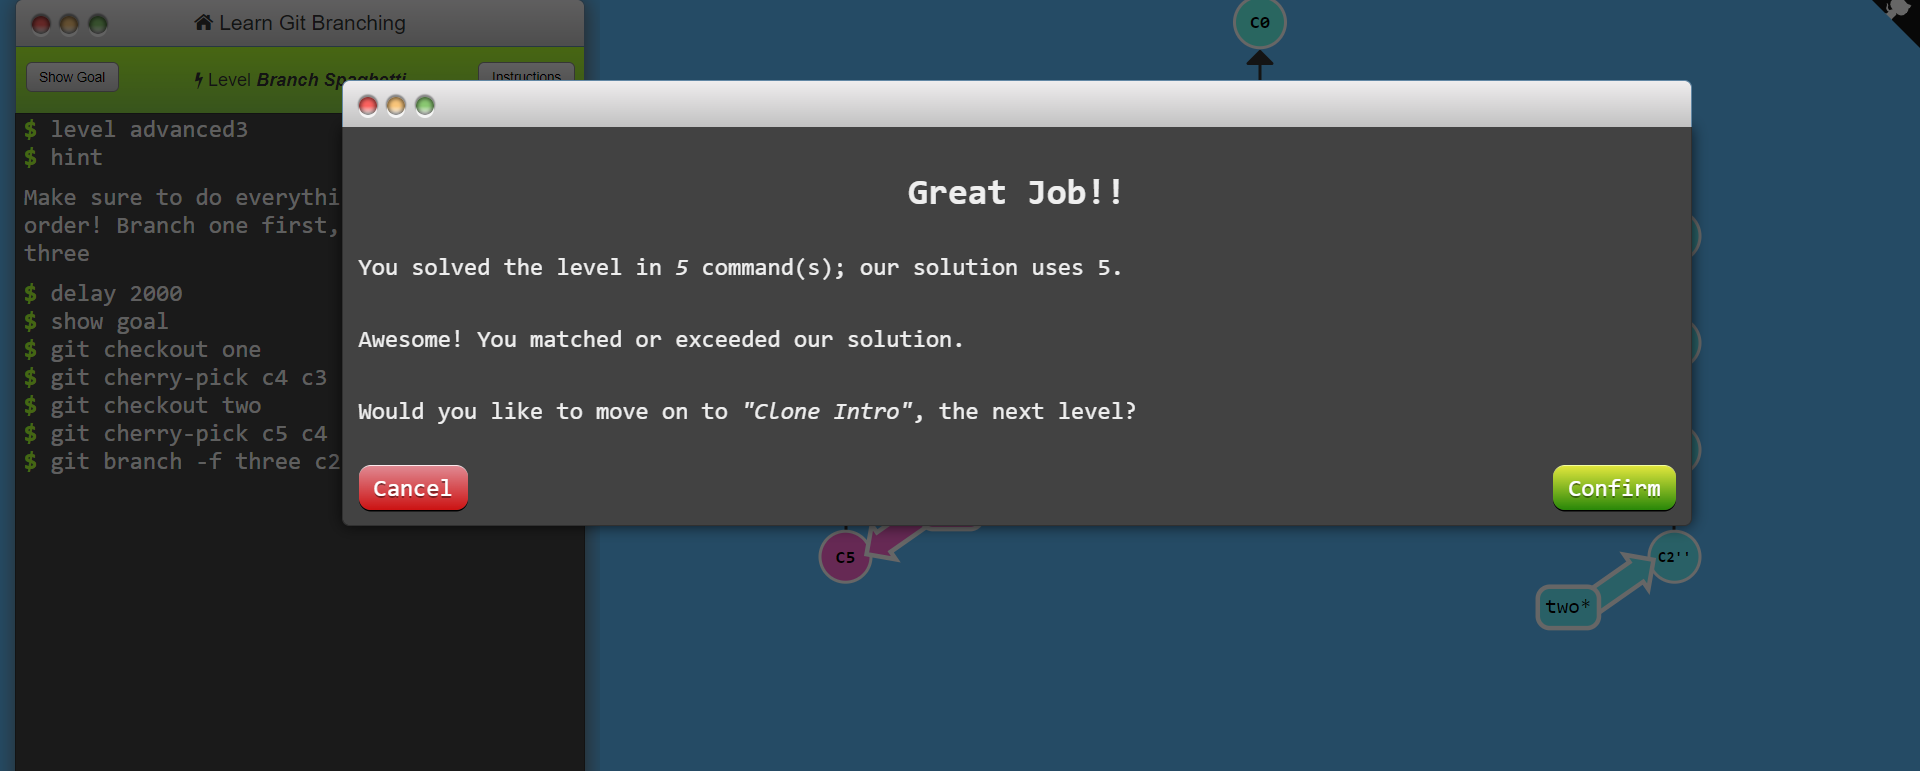 Learn Git Branching
Show Goal
Level Branch Spaghetti
Instructions
$ level advanced3
$ hint
Make sure to do everythi
order! Branch one first,
three
$ delay 2000
$ show goal
$ git checkout one
$ git cherry-pick c4 c3
$ git checkout two
$ git cherry-pick c5 c4
$ git branch -f three c2
C0
Great Job!!
You solved the level in 5 command(s); our solution uses 5.
Awesome! You matched or exceeded our solution.
Would you like to move on to "Clone Intro", the next level?
Cancel
Confirm
C5
C2''
two*